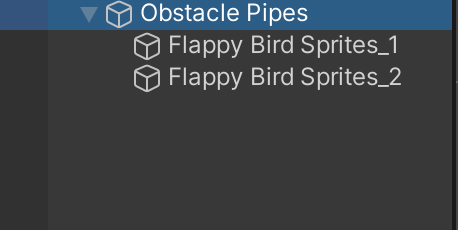 Obstacle Pipes
Flappy Bird Sprites_1
Flappy Bird Sprites_2